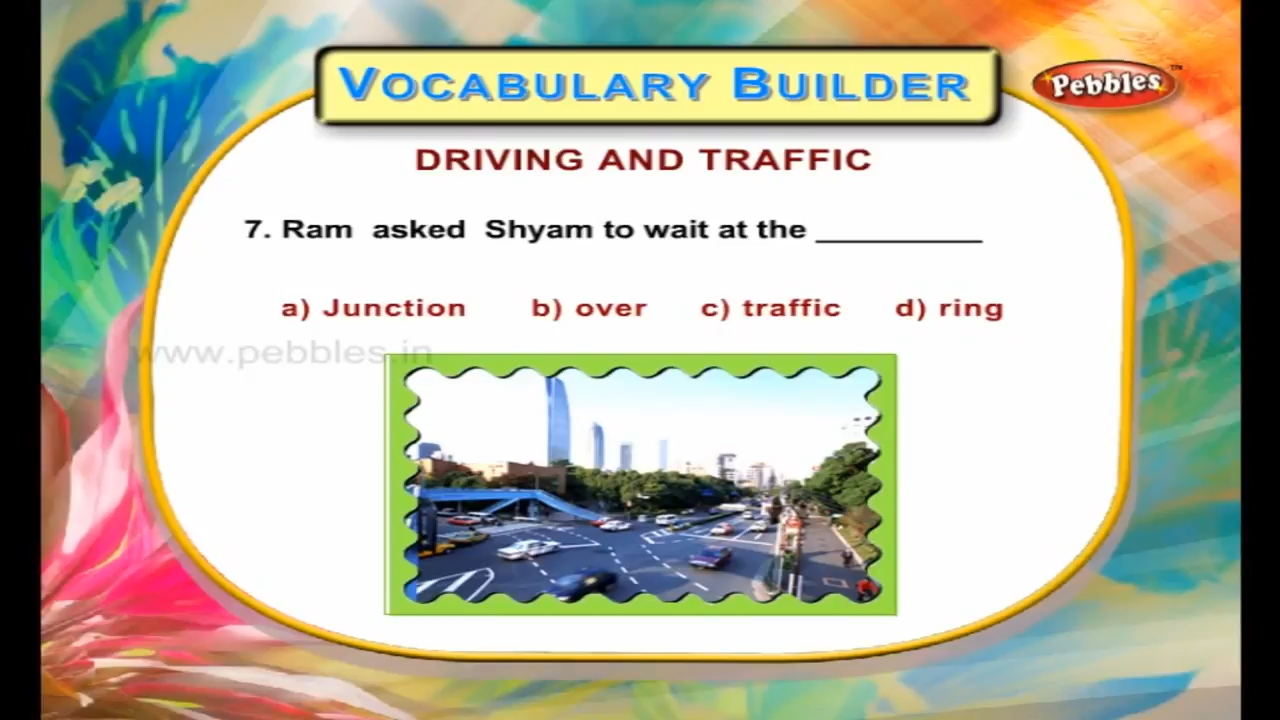 VOCABULARY BUILDER
Pebbles™
DRIVING AND TRAFFIC
7. Ram asked Shyam to wait at the __________
a) Junction b) over c) traffic d) ring
www.pebbles.in